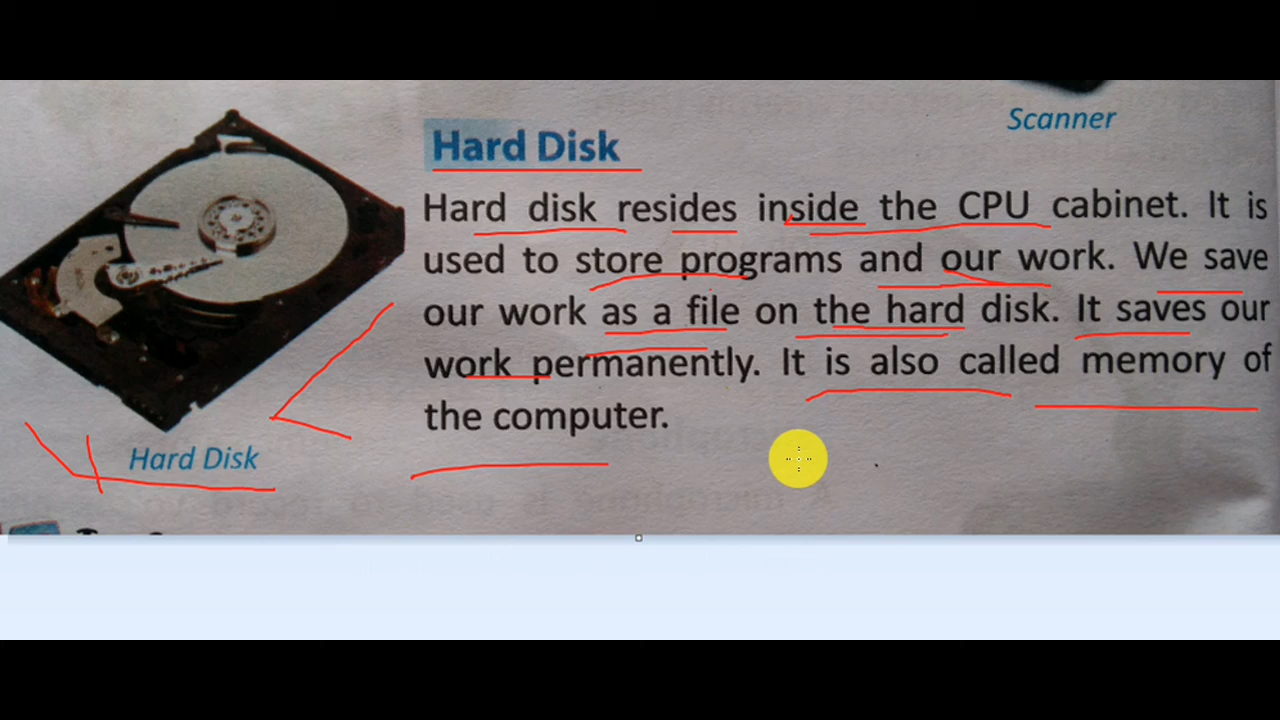 Scanner
Hard Disk
Hard disk resides inside the CPU cabinet. It is
used to store programs and our work. We save
our work as a file on the hard disk. It saves our
work permanently. It is also called memory of
the computer.
Hard Disk